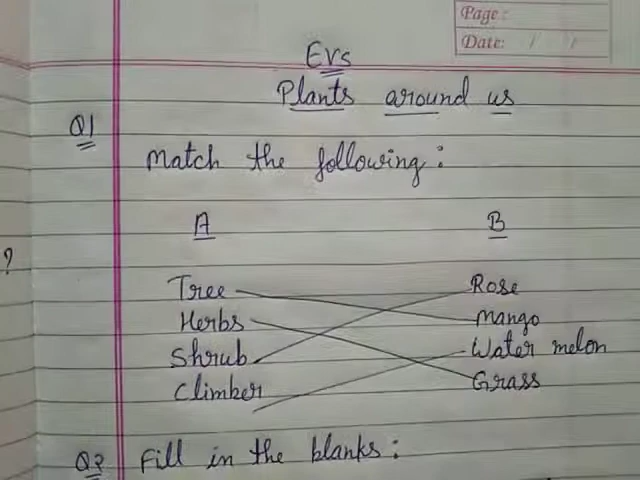 Page:
Date: / /
Evs
Plants around us
Q1
Match the following:
A B
?
Tree Rose
Herbs Mango
Shrub Water melon
Climber Grass
Q2 Fill in the blanks: